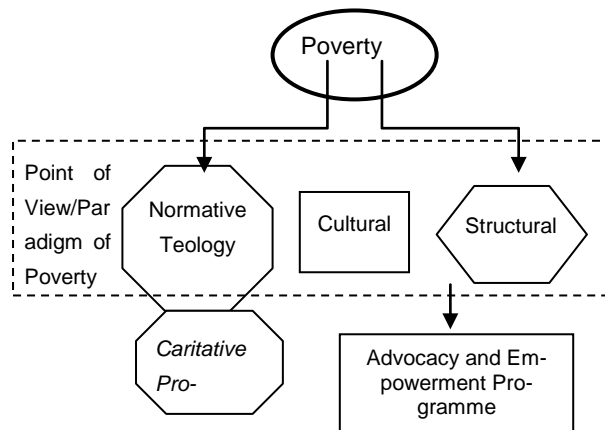 Poverty
Point of
View/Par
adigm of
Poverty
Normative
Teology
Cultural
Structural
Caritative
Pro-
Advocacy and Em-
powerment Pro-
gramme